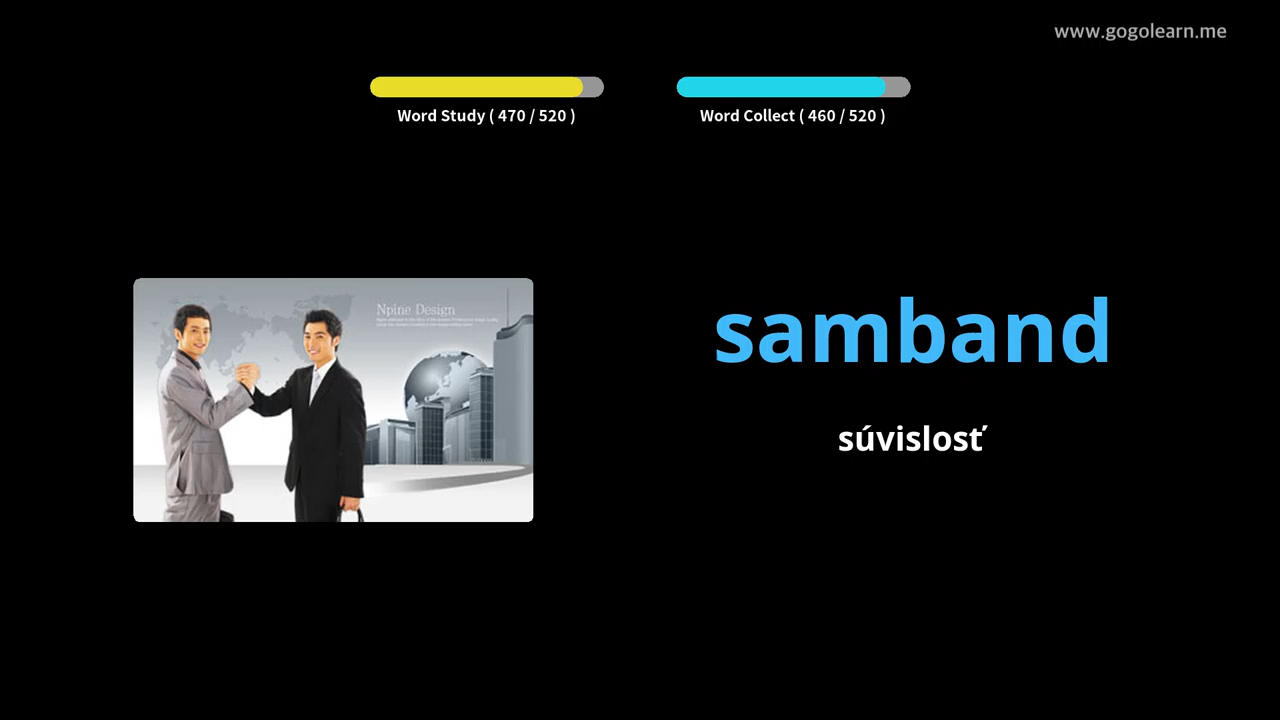 www.gogolearn.me
Word Study ( 470 / 520 )
Word Collect ( 460 / 520 )
Npine Design
samband
súvislosť